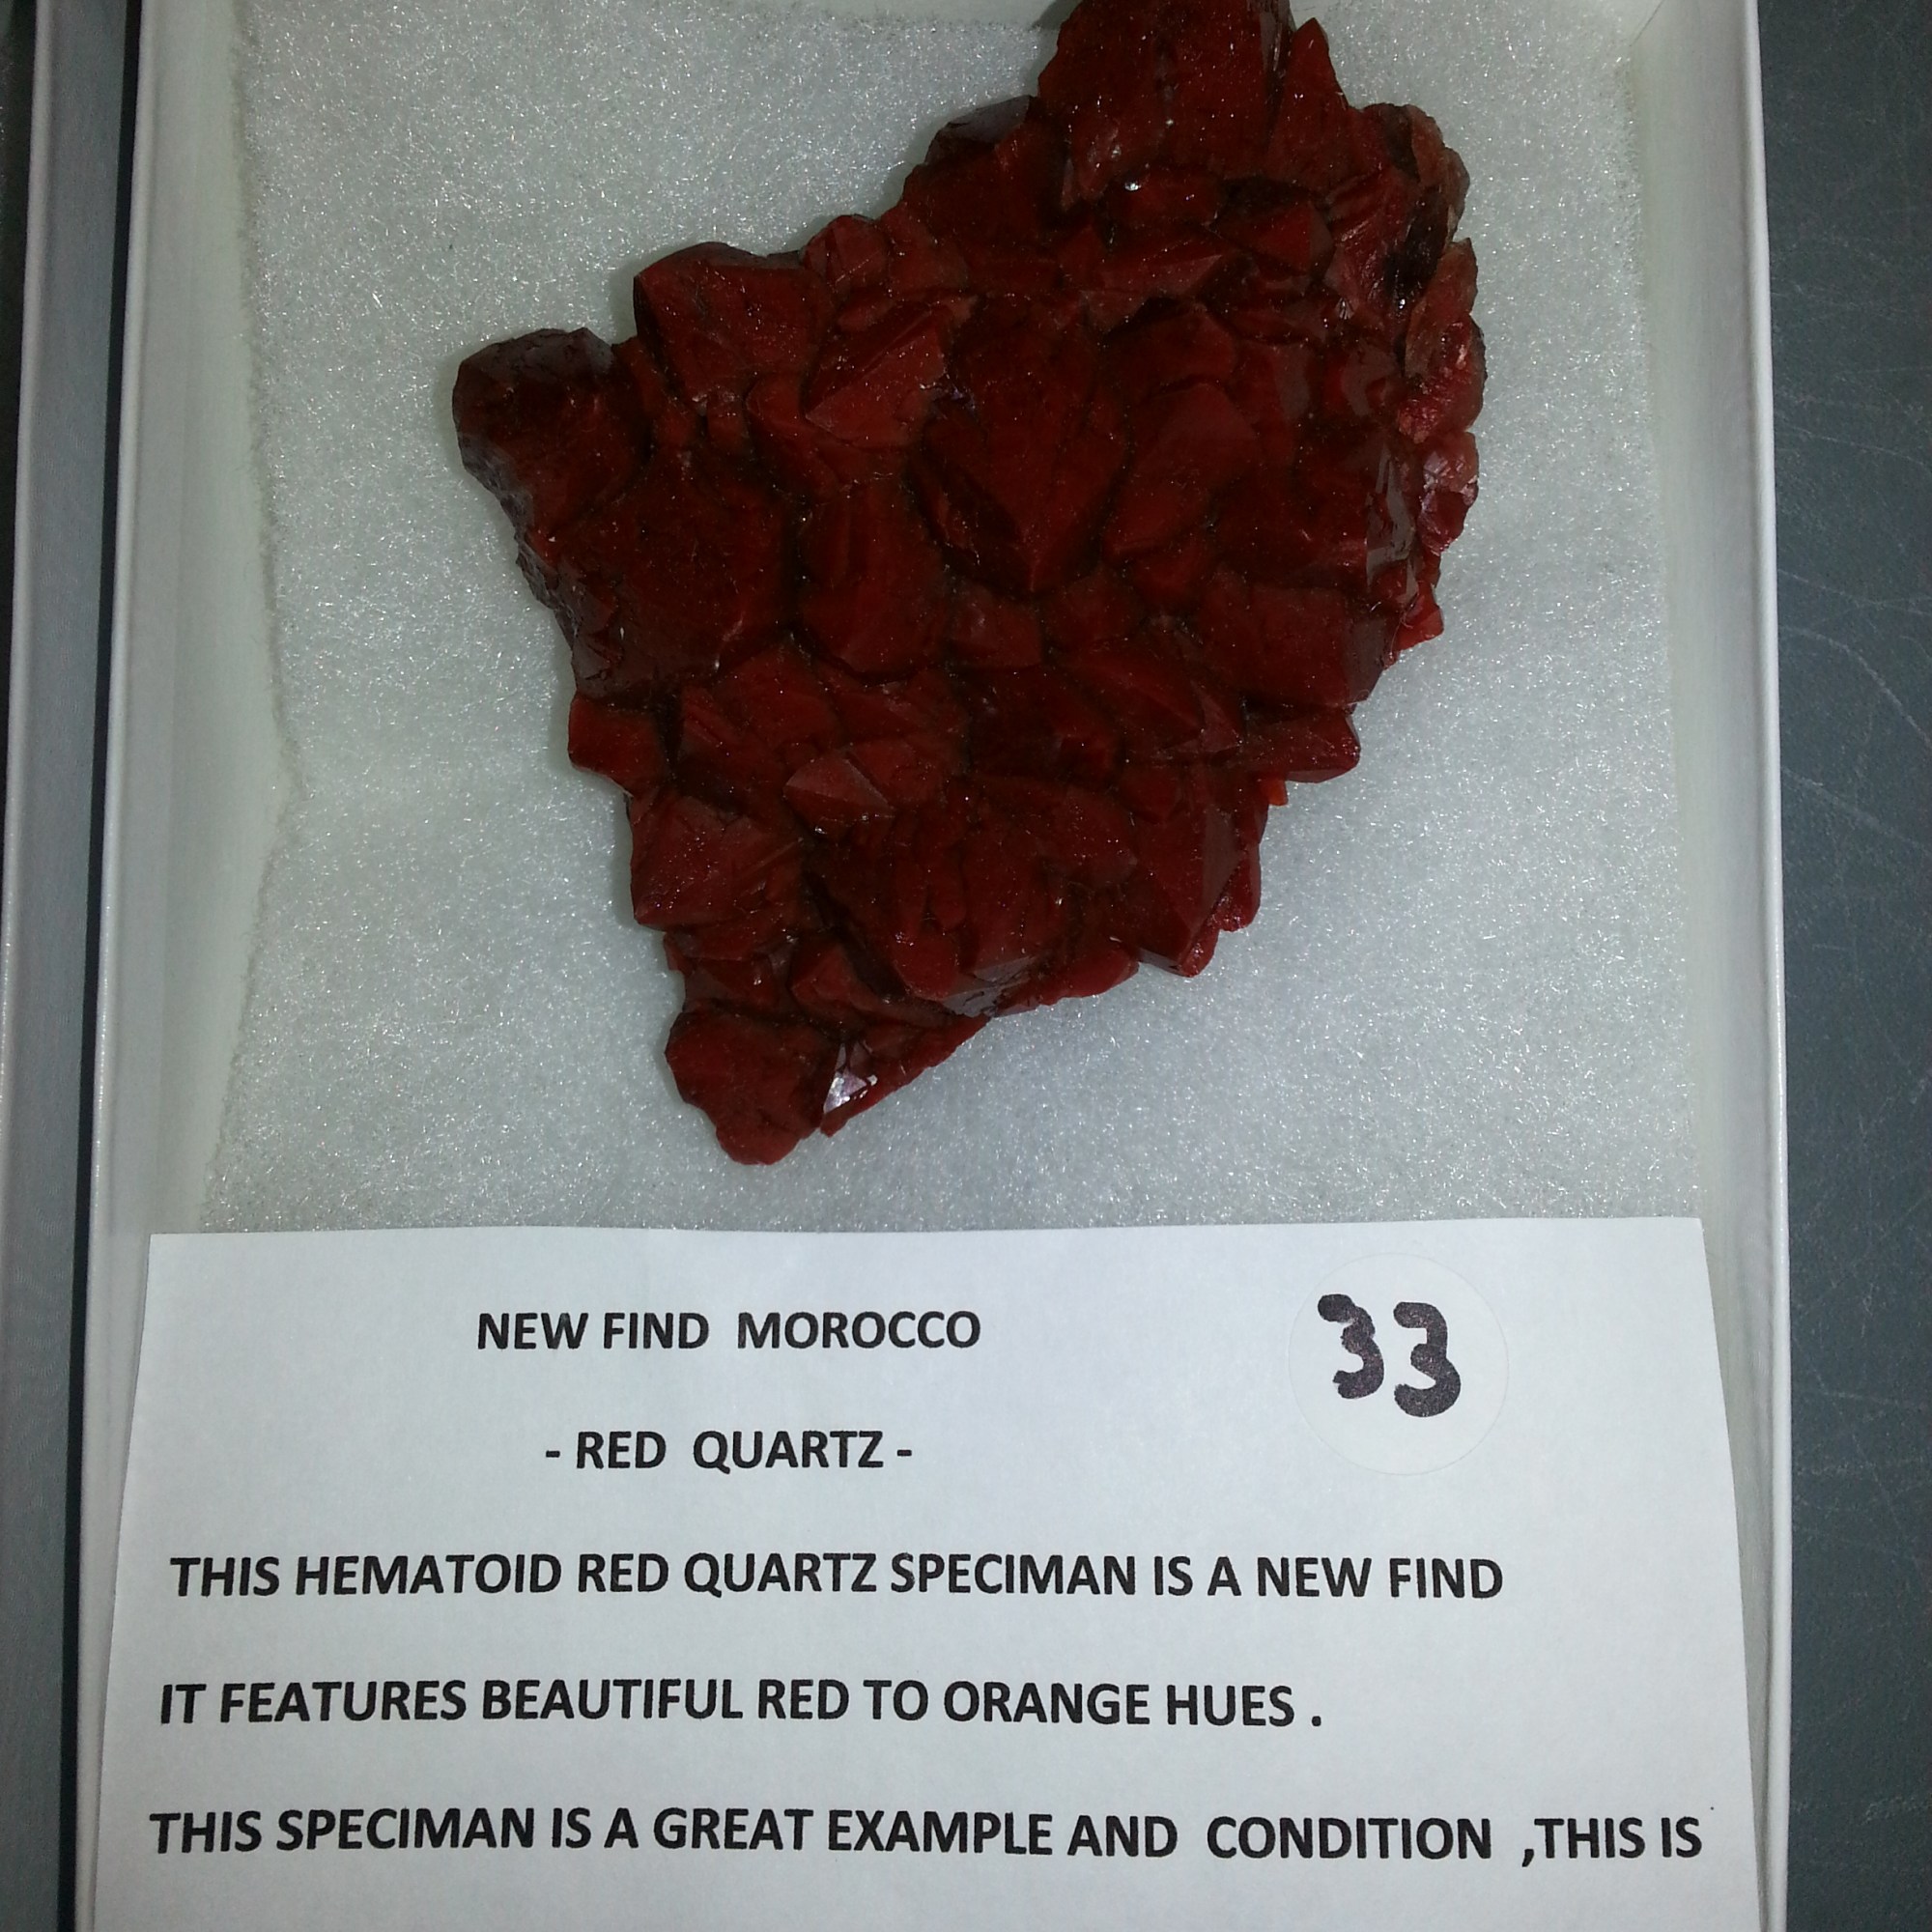 NEW FIND MOROCCO
33
- RED QUARTZ -
THIS HEMATOID RED QUARTZ SPECIMAN IS A NEW FIND
IT FEATURES BEAUTIFUL RED TO ORANGE HUES .
THIS SPECIMAN IS A GREAT EXAMPLE AND CONDITION ,THIS IS